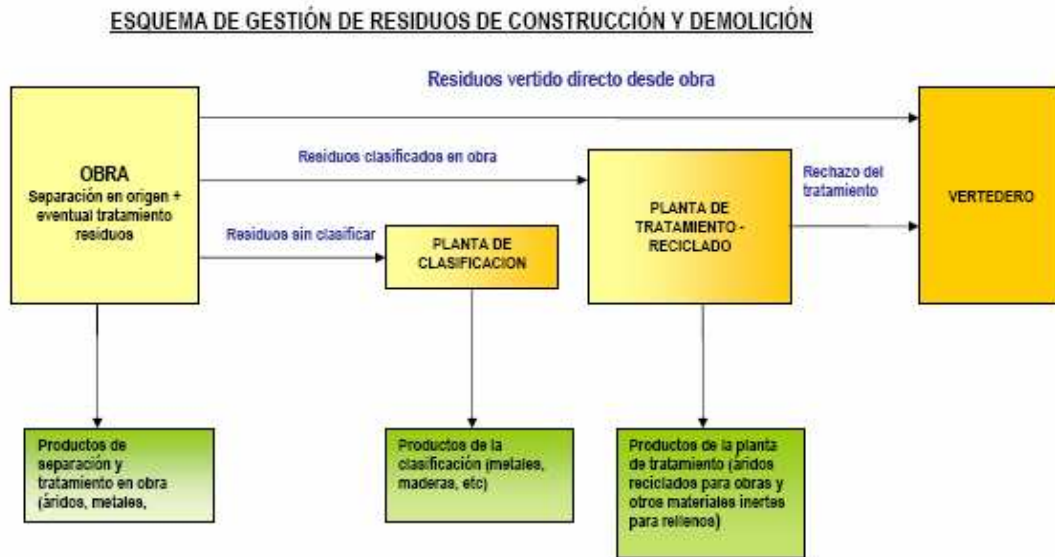 ESQUEMA DE GESTIÓN DE RESIDUOS DE CONSTRUCCIÓN Y DEMOLICIÓN
Residuos vertido directo desde obra
OBRA
Separación en origen +
eventual tratamiento
residuos
Residuos clasificados en obra
Residuos sin clasificar
PLANTA DE
CLASIFICACION
PLANTA DE
TRATAMIENTO -
RECICLADO
Rechazo del
tratamiento
VERTEDERO
Productos de
separación y
tratamiento en obra
(áridos, metales,
Productos de la
clasificación (metales,
maderas, etc)
Productos de la planta
de tratamiento (áridos
reciclados para obras y
otros materiales inertes
para rellenos)